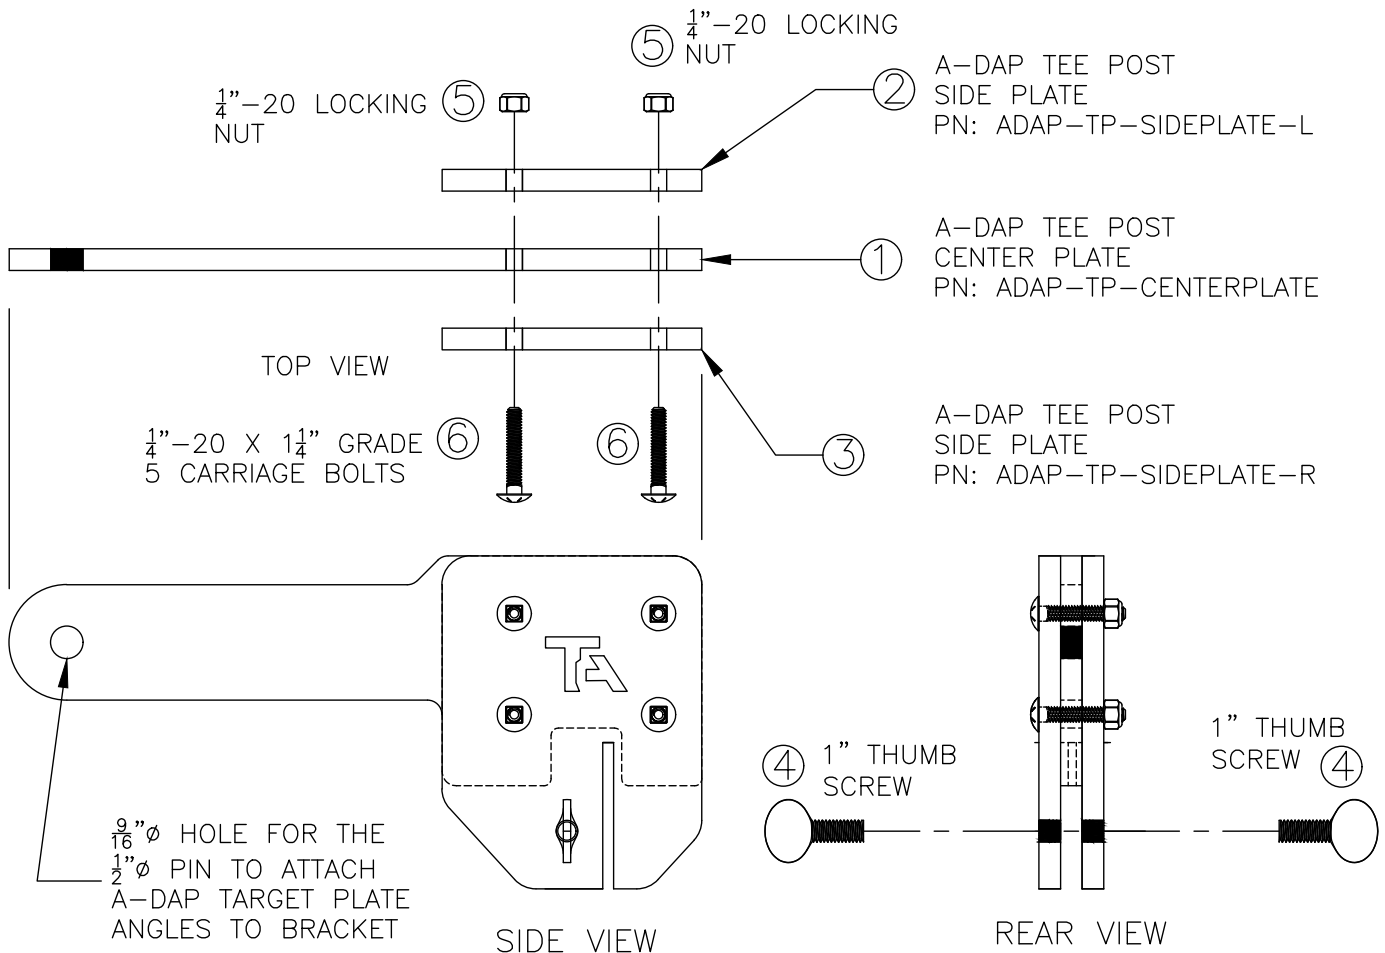 1/4"-20 LOCKING
NUT
5
5
1/4"-20 LOCKING
NUT
2
A-DAP TEE POST
SIDE PLATE
PN: ADAP-TP-SIDEPLATE-L
1
A-DAP TEE POST
CENTER PLATE
PN: ADAP-TP-CENTERPLATE
TOP VIEW
3
A-DAP TEE POST
SIDE PLATE
PN: ADAP-TP-SIDEPLATE-R
1/4"-20 X 1 1/4" GRADE
5 CARRIAGE BOLTS
6
6
TA
9/16"ø HOLE FOR THE
1/2"ø PIN TO ATTACH
A-DAP TARGET PLATE
ANGLES TO BRACKET
SIDE VIEW
4
1" THUMB
SCREW
1" THUMB
SCREW
4
REAR VIEW